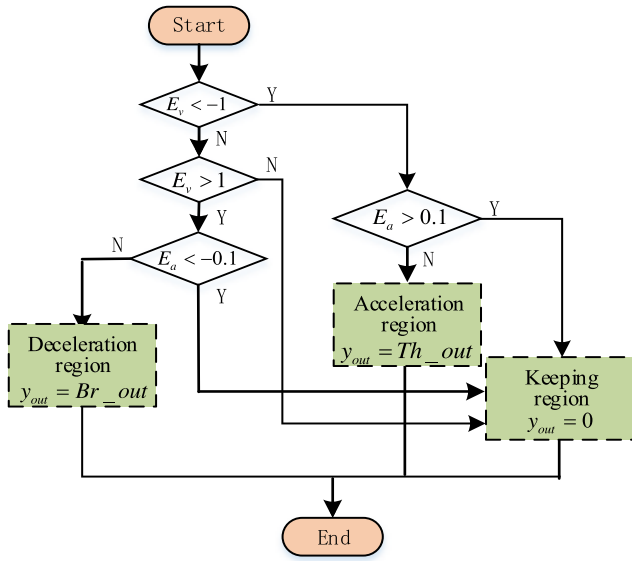 Start
E_v < -1
Y
N
E_v > 1
N
Y
E_a > 0.1
Y
N
E_a < -0.1
N
Y
Acceleration
region
y_out = Th_out
Deceleration
region
y_out = Br_out
Keeping
region
y_out = 0
End